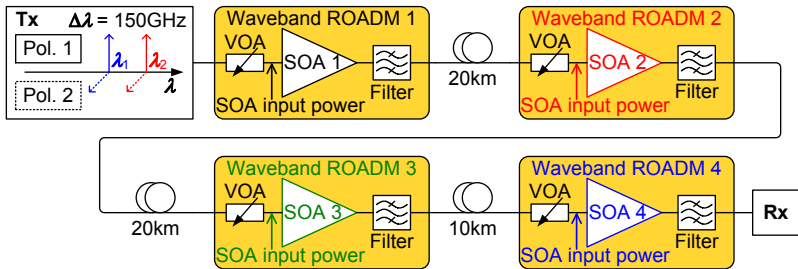 Tx Δλ = 150GHz
Pol. 1
λ1 λ2
Pol. 2
λ
Waveband ROADM 1
VOA
SOA 1
Filter
SOA input power
20km
Waveband ROADM 2
VOA
SOA 2
Filter
SOA input power
20km
Waveband ROADM 3
VOA
SOA 3
Filter
SOA input power
10km
Waveband ROADM 4
VOA
SOA 4
Filter
SOA input power
Rx